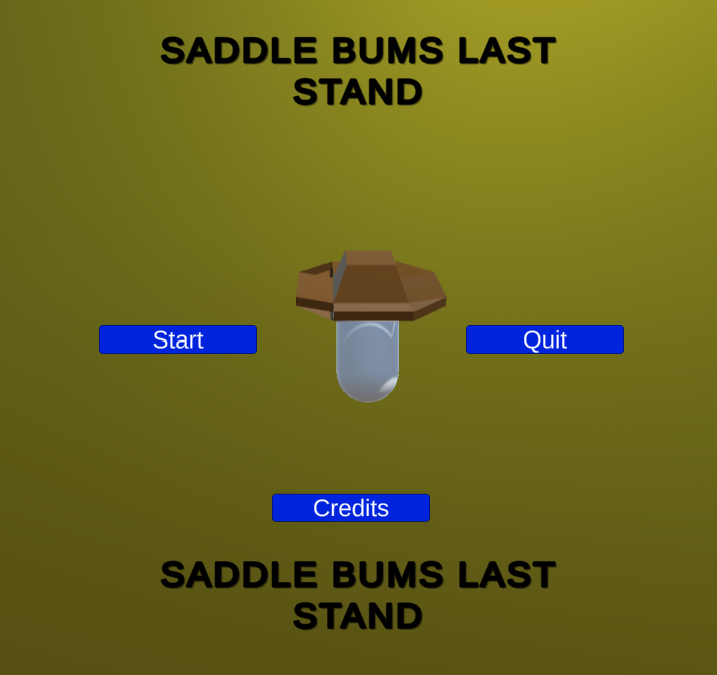 SADDLE BUMS LAST
STAND
Start
Quit
Credits
SADDLE BUMS LAST
STAND